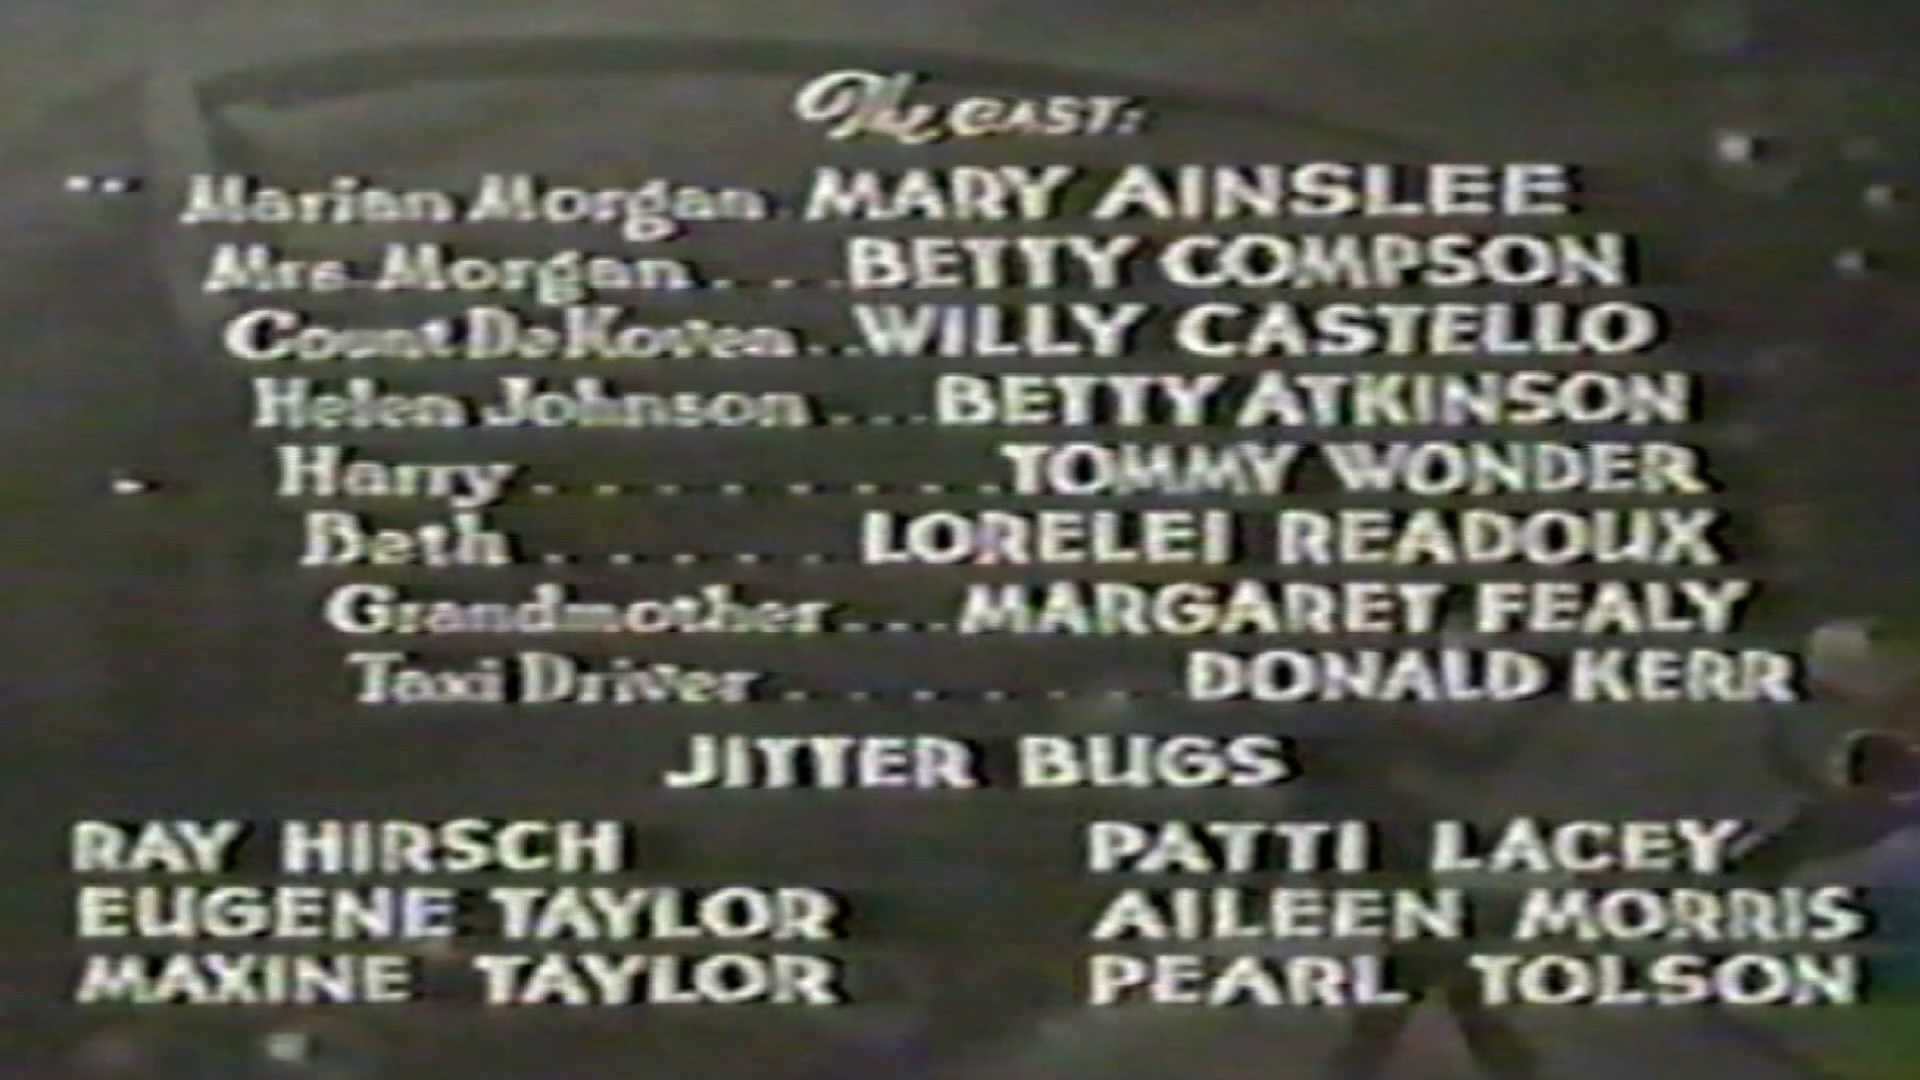 The CAST:
Marian Morgan. MARY AINSLEE
Mrs. Morgan. . . . BETTY COMPSON
Count DeKoven. . . WILLY CASTELLO
Helen Johnson. . . . BETTY ATKINSON
Harry . . . . . . . . TOMMY WONDER
Beth . . . . . LORELEI READOUX
Grandmother. . . . MARGARET FEALY
Taxi Driver. . . . . . . DONALD KERR
JITTER BUGS
RAY HIRSCH PATTI LACEY
EUGENE TAYLOR AILEEN MORRIS
MAXINE TAYLOR PEARL TOLSON